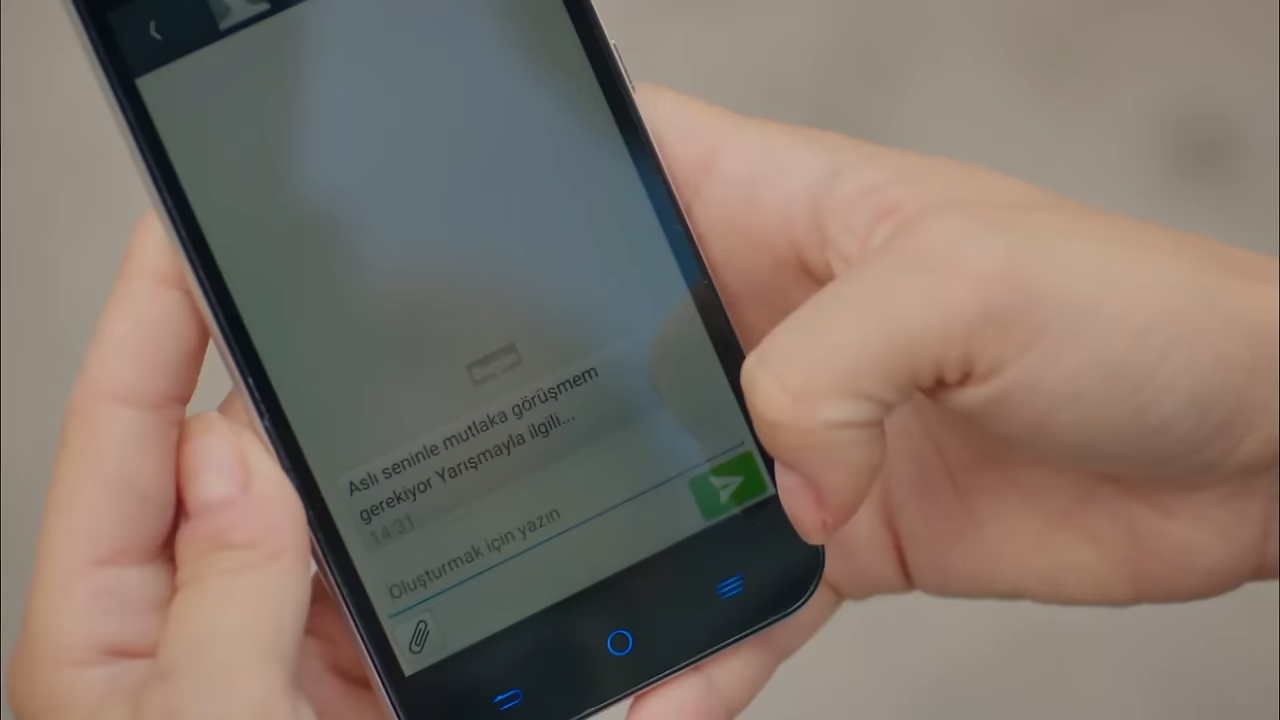 Aslı seninle mutlaka görüşmem
gerekiyor Yarışmayla ilgili...
14:31
Oluşturmak için yazın